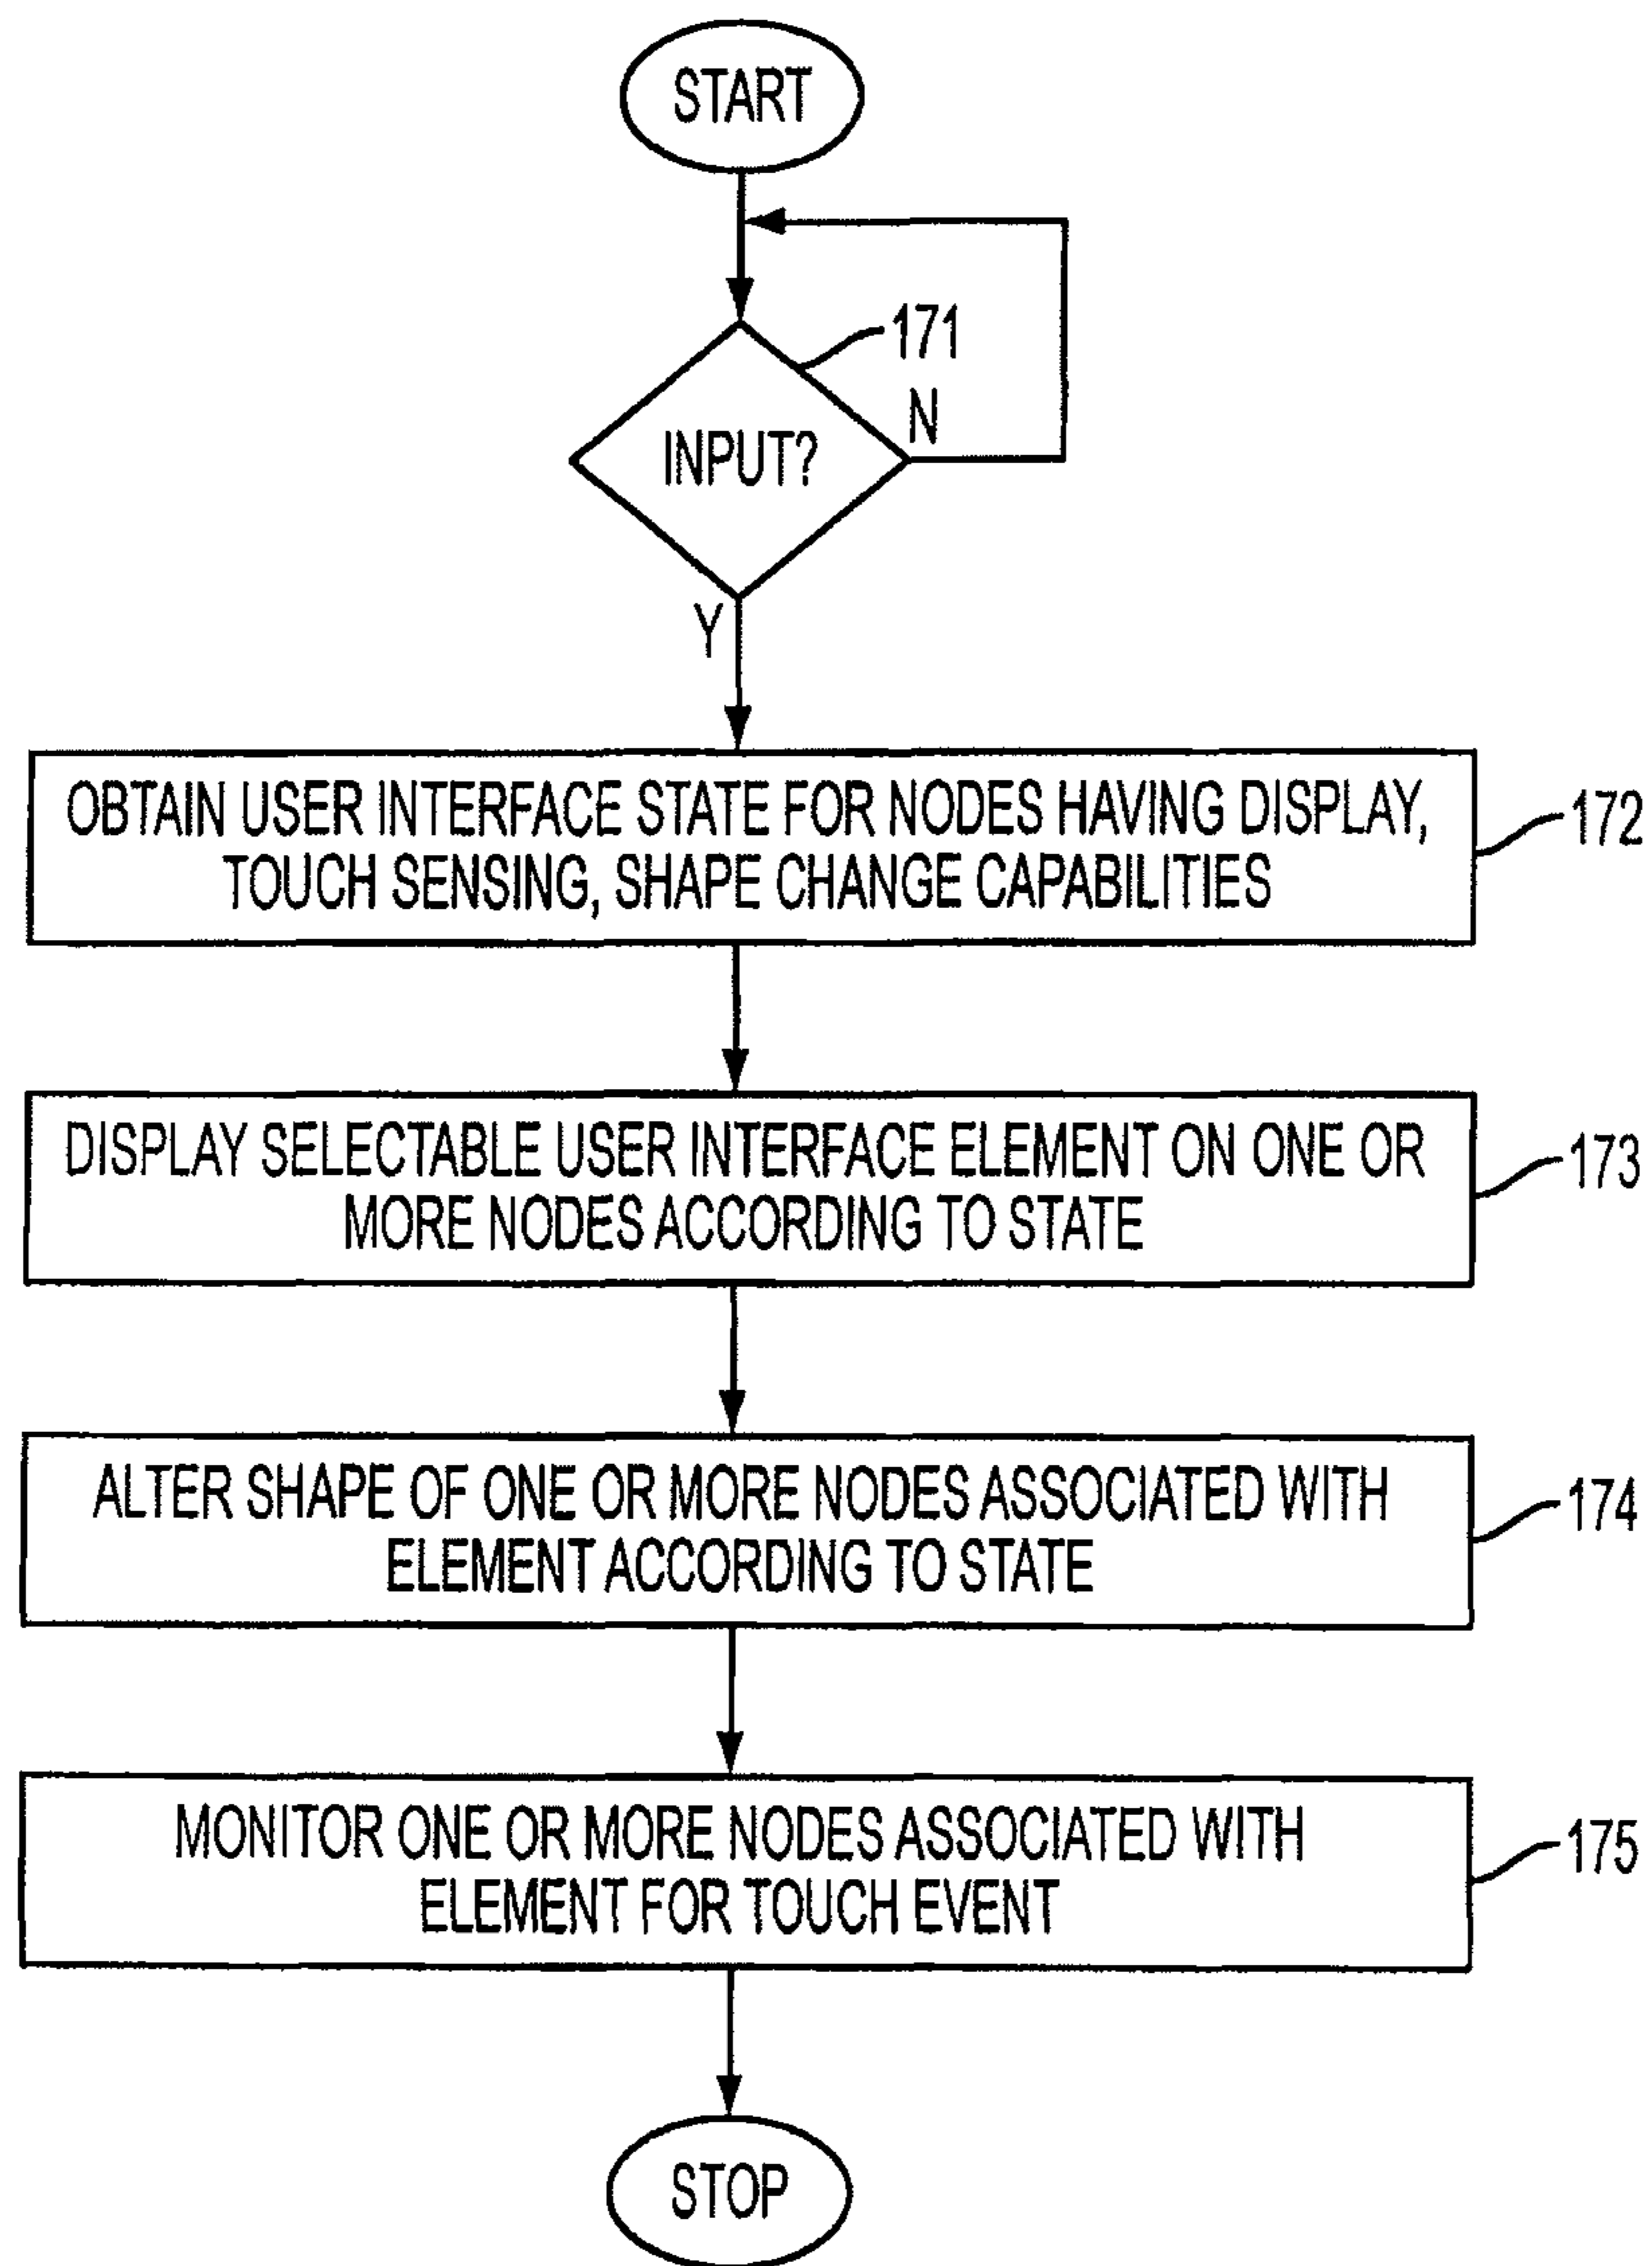 START
171
N
INPUT?
Y
OBTAIN USER INTERFACE STATE FOR NODES HAVING DISPLAY,
TOUCH SENSING, SHAPE CHANGE CAPABILITIES
172
DISPLAY SELECTABLE USER INTERFACE ELEMENT ON ONE OR
MORE NODES ACCORDING TO STATE
173
ALTER SHAPE OF ONE OR MORE NODES ASSOCIATED WITH
ELEMENT ACCORDING TO STATE
174
MONITOR ONE OR MORE NODES ASSOCIATED WITH
ELEMENT FOR TOUCH EVENT
175
STOP